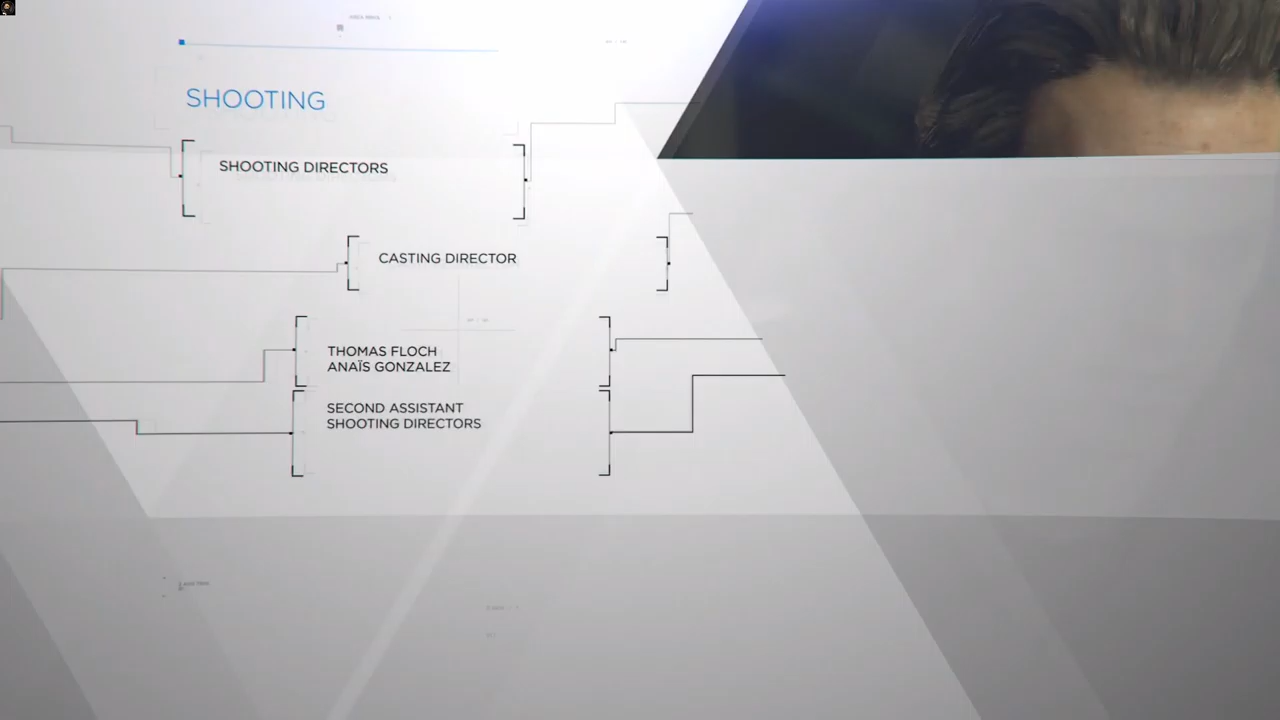 SHOOTING
SHOOTING DIRECTORS
CASTING DIRECTOR
THOMAS FLOCH
ANAÏS GONZALEZ
SECOND ASSISTANT
SHOOTING DIRECTORS